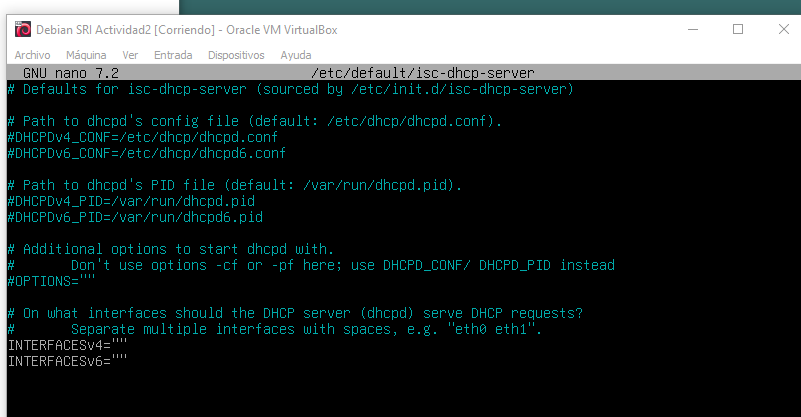 Debian SRI Actividad2 [Corriendo] - Oracle VM VirtualBox
Archivo Máquina Ver Entrada Dispositivos Ayuda
GNU nano 7.2 /etc/default/isc-dhcp-server
# Defaults for isc-dhcp-server (sourced by /etc/init.d/isc-dhcp-server)
# Path to dhcpd's config file (default: /etc/dhcp/dhcpd.conf).
#DHCPDv4_CONF=/etc/dhcp/dhcpd.conf
#DHCPDv6_CONF=/etc/dhcp/dhcpd6.conf
# Path to dhcpd's PID file (default: /var/run/dhcpd.pid).
#DHCPDv4_PID=/var/run/dhcpd.pid
#DHCPDv6_PID=/var/run/dhcpd6.pid
# Additional options to start dhcpd with.
#       Don't use options -cf or -pf here; use DHCPD_CONF/ DHCPD_PID instead
#OPTIONS=""
# On what interfaces should the DHCP server (dhcpd) serve DHCP requests?
#       Separate multiple interfaces with spaces, e.g. "eth0 eth1".
INTERFACESv4=""
INTERFACESv6=""